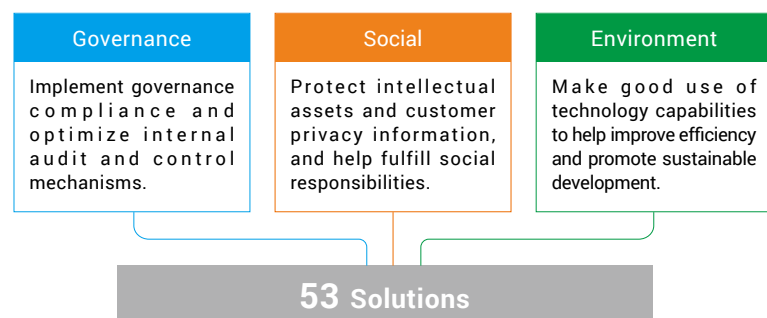 Governance
Implement governance
compliance and
optimize internal
audit and control
mechanisms.
Social
Protect intellectual
assets and customer
privacy information,
and help fulfill social
responsibilities.
Environment
Make good use of
technology capabilities
to help improve efficiency
and promote sustainable
development.
53 Solutions